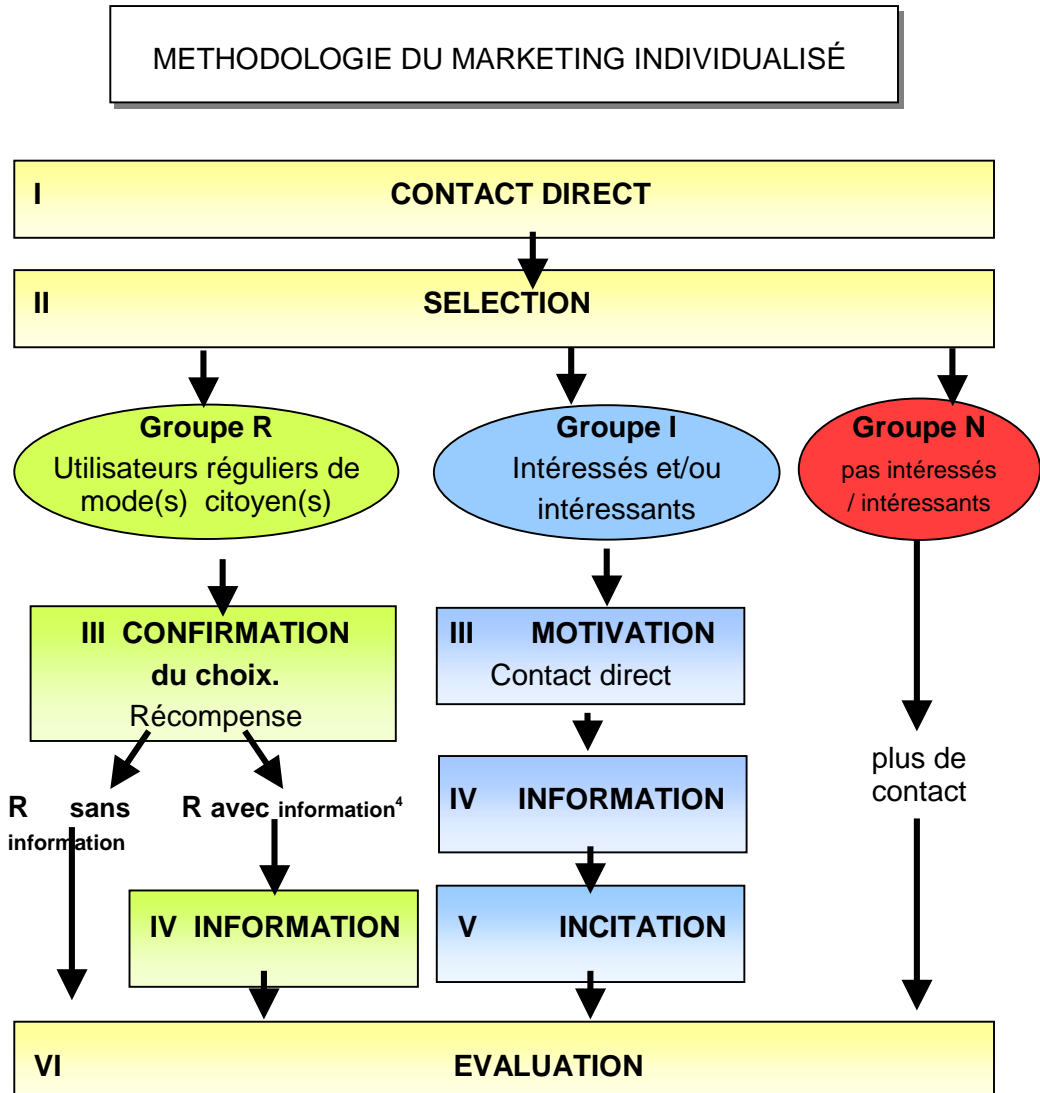 METHODOLOGIE DU MARKETING INDIVIDUALISÉ
I CONTACT DIRECT
II SELECTION
Groupe R
Utilisateurs réguliers de
mode(s) citoyen(s)
Groupe I
Intéressés et/ou
intéressants
Groupe N
pas intéressés
/ intéressants
III CONFIRMATION
du choix.
Récompense
III MOTIVATION
Contact direct
R sans
information
R avec information⁴
IV INFORMATION
plus de
contact
IV INFORMATION
V INCITATION
VI EVALUATION